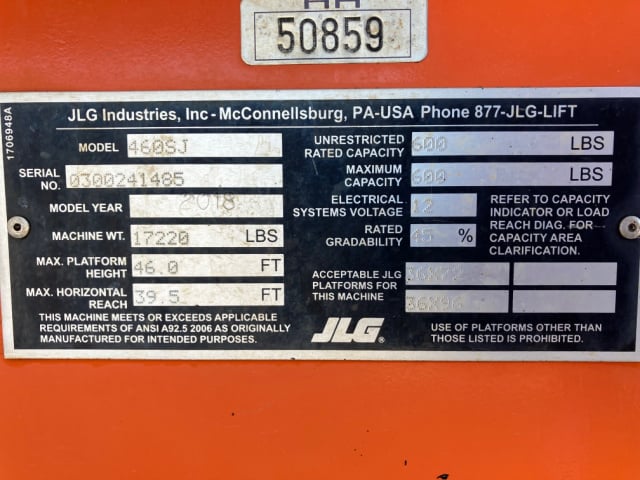 50859
1706948A
JLG Industries, Inc - McConnellsburg, PA-USA Phone 877-JLG-LIFT
MODEL 460SJ
SERIAL NO. 0300241485
MODEL YEAR 2018
MACHINE WT. 17220 LBS
MAX. PLATFORM HEIGHT 46.0 FT
MAX. HORIZONTAL REACH 39.5 FT
THIS MACHINE MEETS OR EXCEEDS APPLICABLE
REQUIREMENTS OF ANSI A92.5 2006 AS ORIGINALLY
MANUFACTURED FOR INTENDED PURPOSES.
UNRESTRICTED RATED CAPACITY 600 LBS
MAXIMUM CAPACITY 600 LBS
ELECTRICAL SYSTEMS VOLTAGE 12
RATED GRADABILITY 45 %
REFER TO CAPACITY
INDICATOR OR LOAD
REACH DIAG. FOR
CAPACITY AREA
CLARIFICATION.
ACCEPTABLE JLG
PLATFORMS FOR
THIS MACHINE
36X72
36X96
JLG®
USE OF PLATFORMS OTHER THAN
THOSE LISTED IS PROHIBITED.